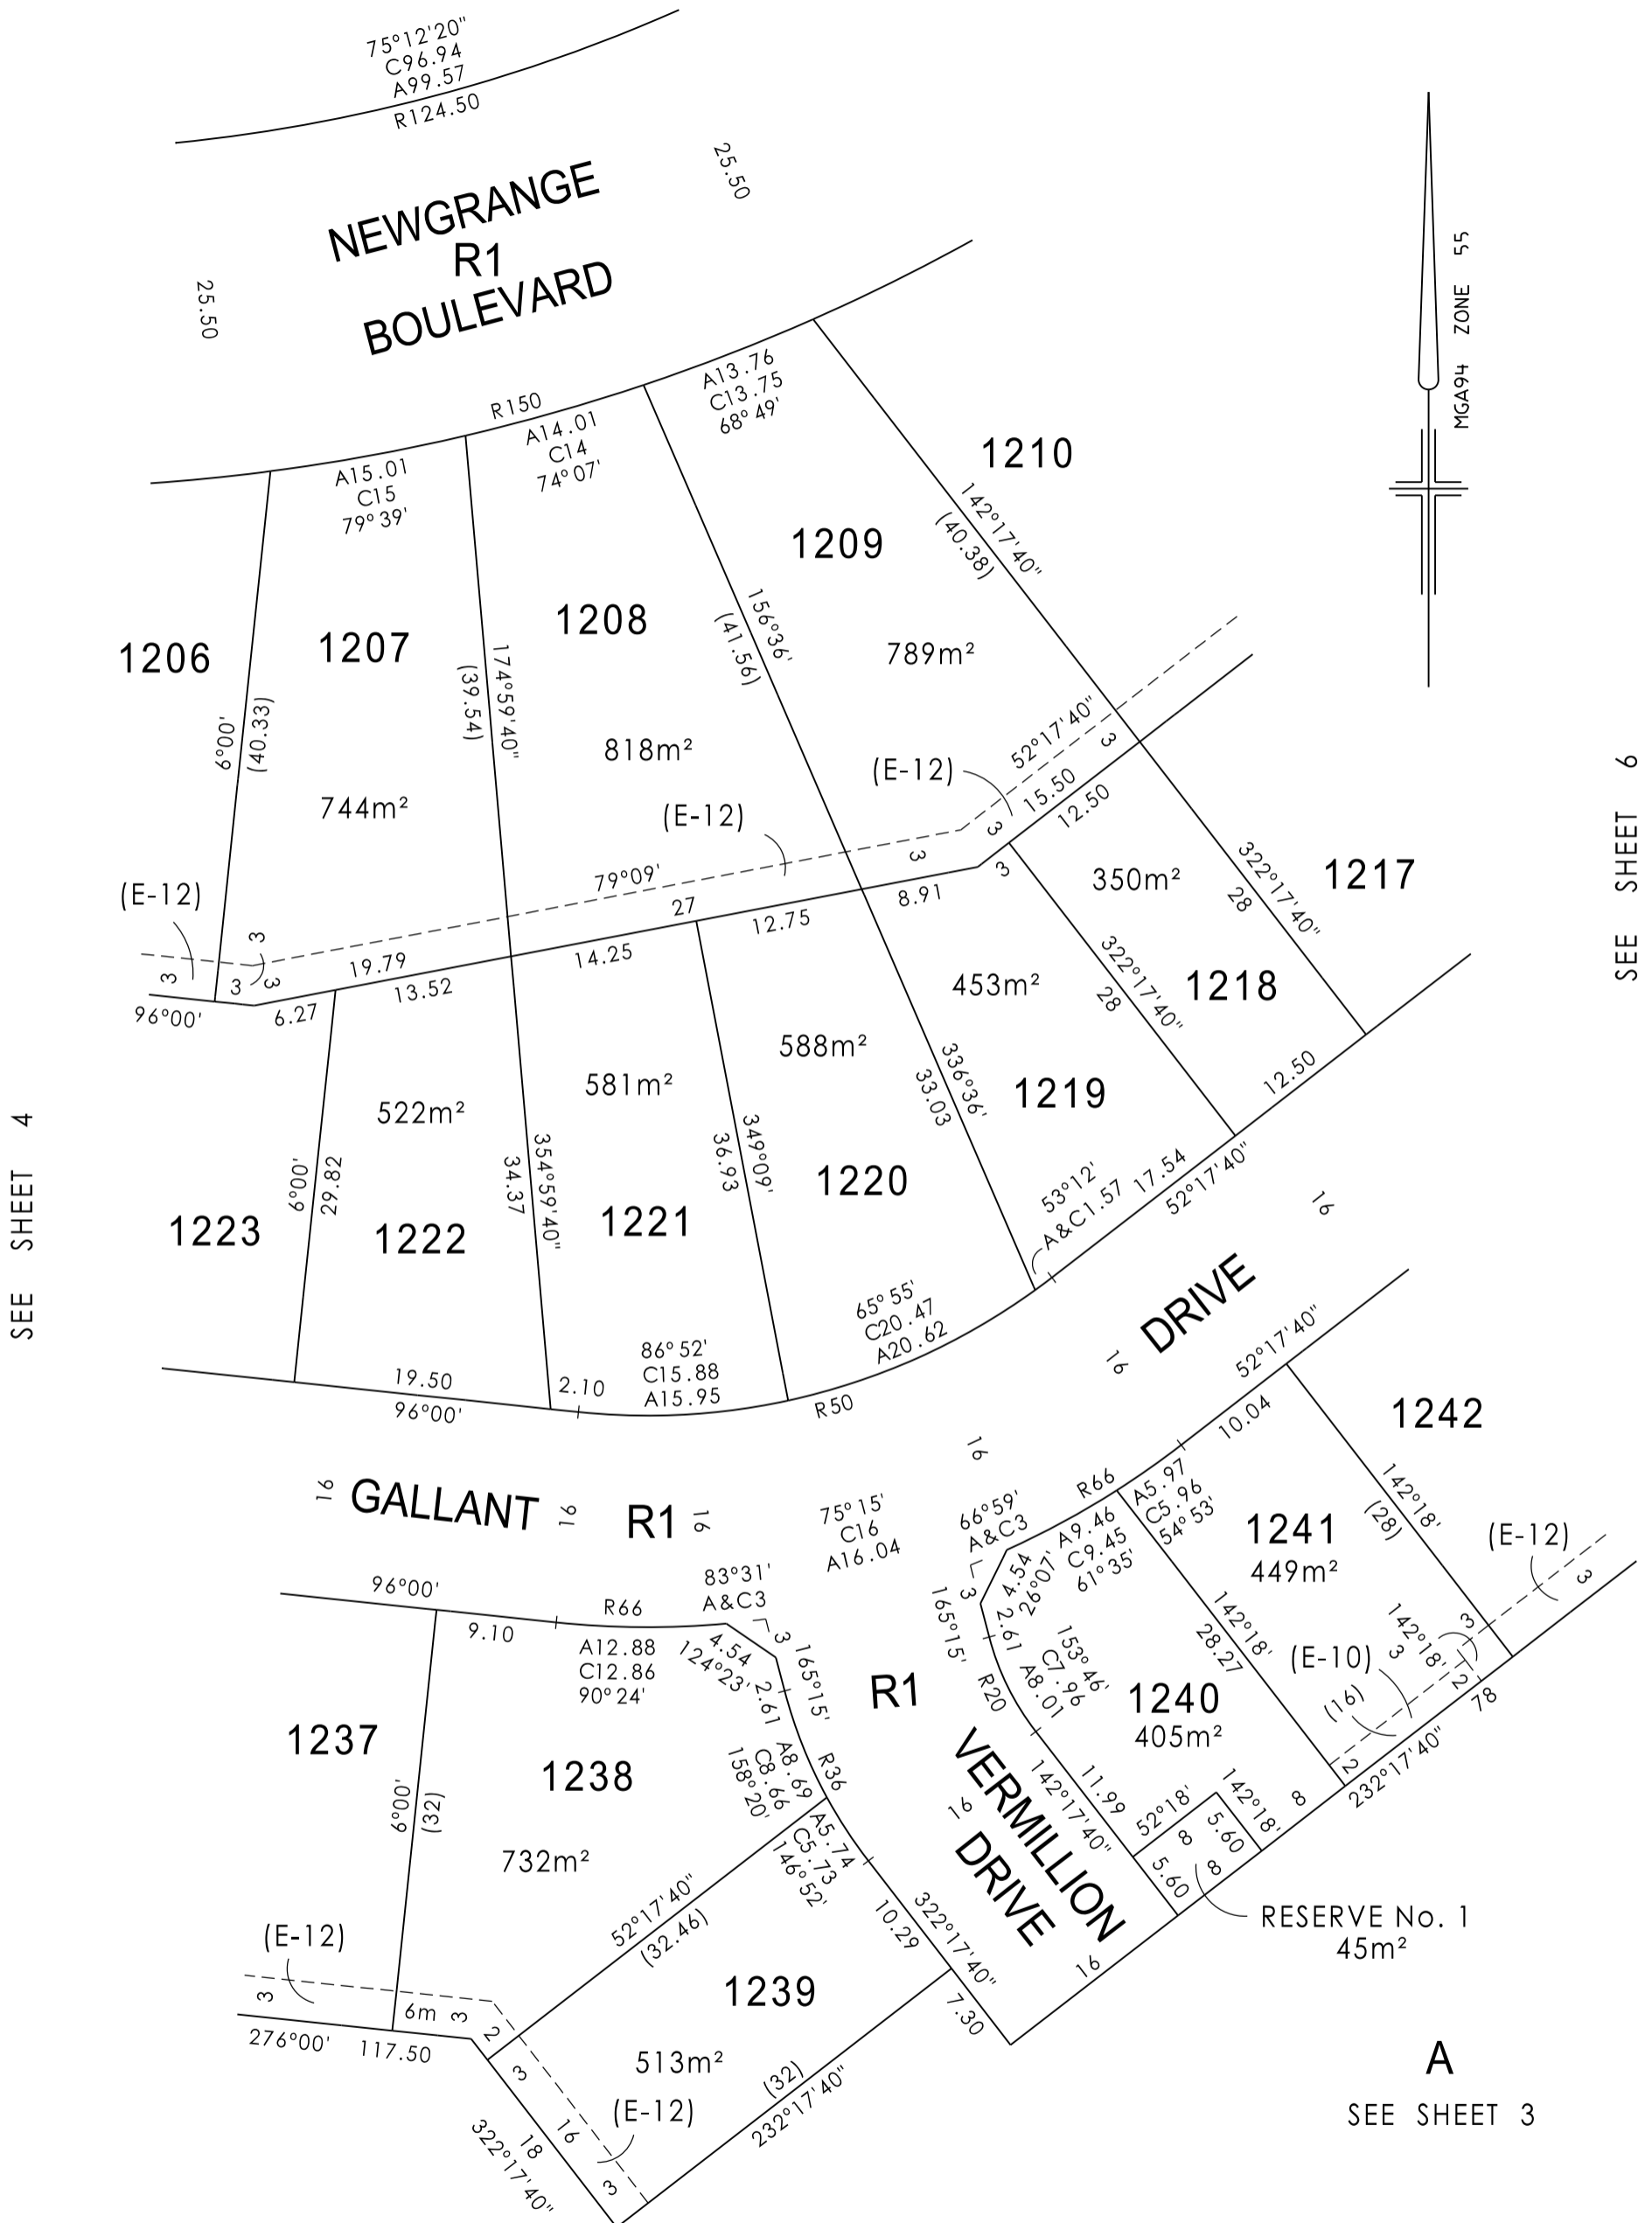 75°12'20"
C96.94
A99.57
R124.50
25.50
NEWGRANGE
R1
BOULEVARD
25.50
MGA94 ZONE 55
R150
A15.01
C15
79°39'
A14.01
C14
74°07'
A13.76
C13.75
68°49'
1210
142°17'40"
(40.38)
1209
1208
1207
1206
156°36'
(41.56)
789m²
174°59'40"
(39.54)
6°00'
(40.33)
818m²
744m²
52°17'40"
3
(E-12)
15.50
12.50
(E-12)
3
3
3
79°09'
27
12.75
8.91
350m²
322°17'40"
28
1217
SEE SHEET 6
(E-12)
3
3
3
3
19.79
13.52
14.25
96°00'
6.27
453m²
322°17'40"
28
1218
588m²
581m²
522m²
336°36'
33.03
1219
12.50
SEE SHEET 4
349°09'
36.93
354°59'40"
34.37
6°00'
29.82
1220
1221
1222
1223
53°12'
A&C1.57
17.54
52°17'40"
16
65°55'
C20.47
A20.62
86°52'
C15.88
A15.95
19.50
96°00'
2.10
R50
DRIVE
16
52°17'40"
10.04
1242
GALLANT
16
16
R1
16
16
75°15'
C16
A16.04
66°59'
A&C3
R66
A5.97
C5.96
54°53'
A9.46
C9.45
61°35'
4.54
26°07'
1241
449m²
142°18'
(28)
(E-12)
3
96°00'
9.10
R66
A12.88
C12.86
90°24'
83°31'
A&C3
3
165°15'
4.54
124°23'
2.61
3
165°15'
2.61
R20
A8.01
C7.96
153°46'
142°18'
28.27
142°18'
3
3
(E-10)
(16)
2
2
78
232°17'40"
R1
1240
405m²
1237
1238
A8.69
C8.66
158°20'
R36
A5.74
C5.73
146°52'
VERMILLION
16
DRIVE
11.99
142°17'40"
52°18'
142°18'
8
5.60
8
5.60
8
RESERVE No. 1
45m²
6°00'
(32)
732m²
52°17'40"
(32.46)
10.29
322°17'40"
7.30
16
(E-12)
3
6m
3
2
276°00'
117.50
1239
513m²
3
(E-12)
16
18
3
322°17'40"
(32)
232°17'40"
A
SEE SHEET 3